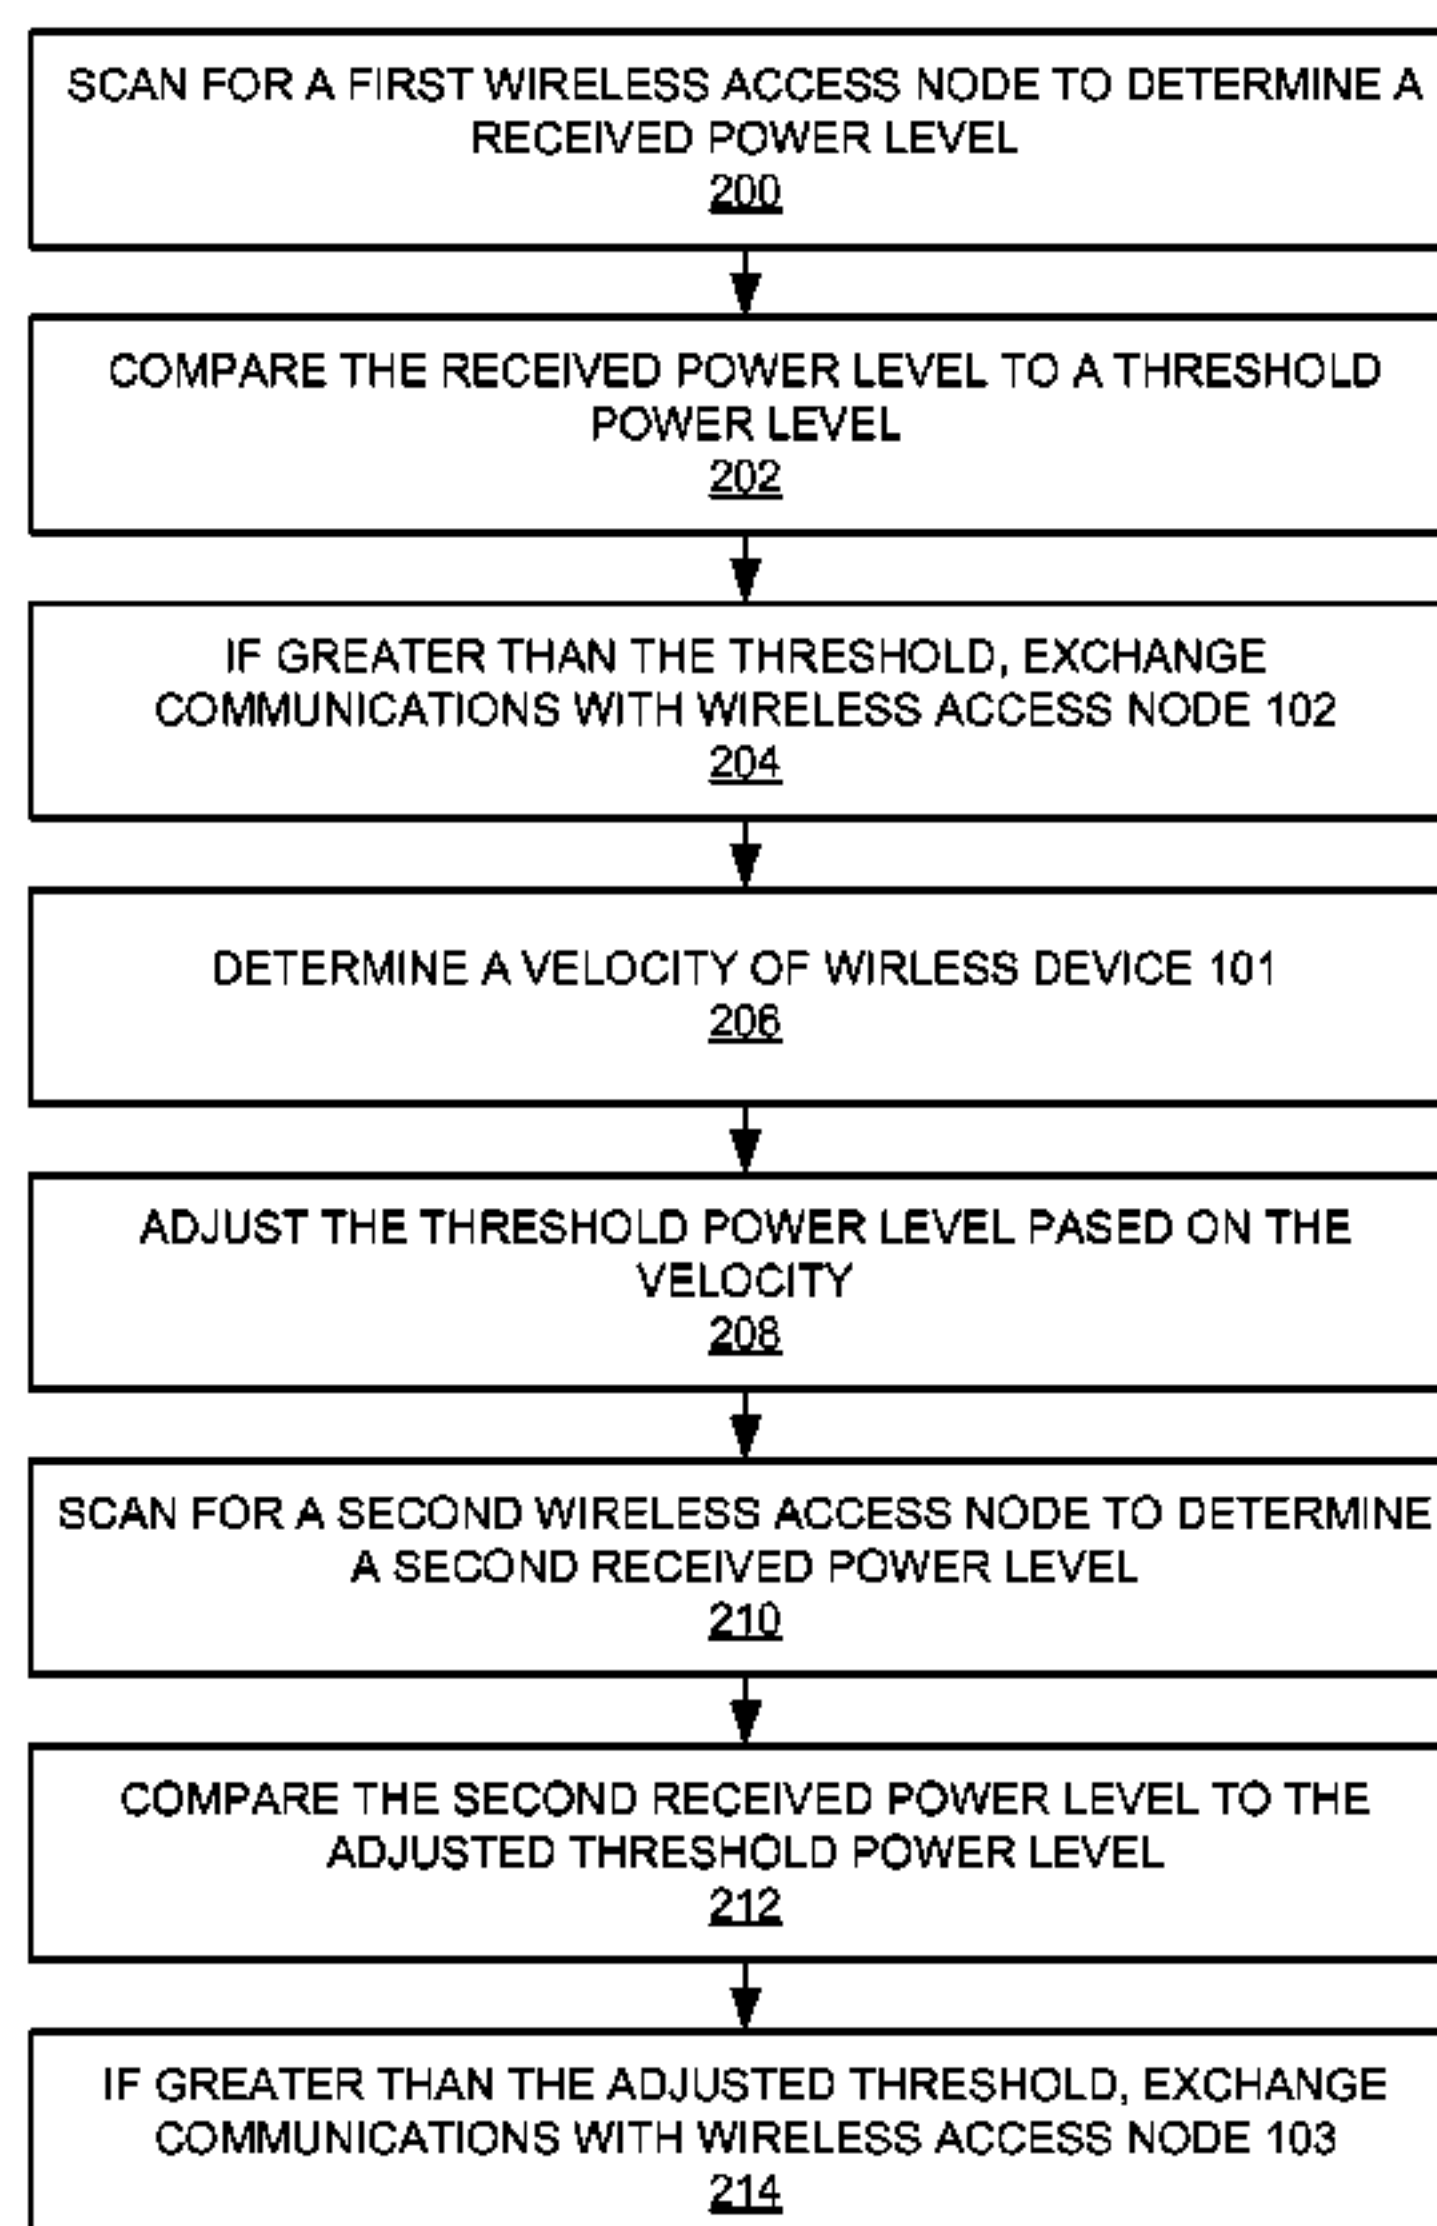 SCAN FOR A FIRST WIRELESS ACCESS NODE TO DETERMINE A
RECEIVED POWER LEVEL
200
COMPARE THE RECEIVED POWER LEVEL TO A THRESHOLD
POWER LEVEL
202
IF GREATER THAN THE THRESHOLD, EXCHANGE
COMMUNICATIONS WITH WIRELESS ACCESS NODE 102
204
DETERMINE A VELOCITY OF WIRLESS DEVICE 101
206
ADJUST THE THRESHOLD POWER LEVEL PASED ON THE
VELOCITY
208
SCAN FOR A SECOND WIRELESS ACCESS NODE TO DETERMINE
A SECOND RECEIVED POWER LEVEL
210
COMPARE THE SECOND RECEIVED POWER LEVEL TO THE
ADJUSTED THRESHOLD POWER LEVEL
212
IF GREATER THAN THE ADJUSTED THRESHOLD, EXCHANGE
COMMUNICATIONS WITH WIRELESS ACCESS NODE 103
214